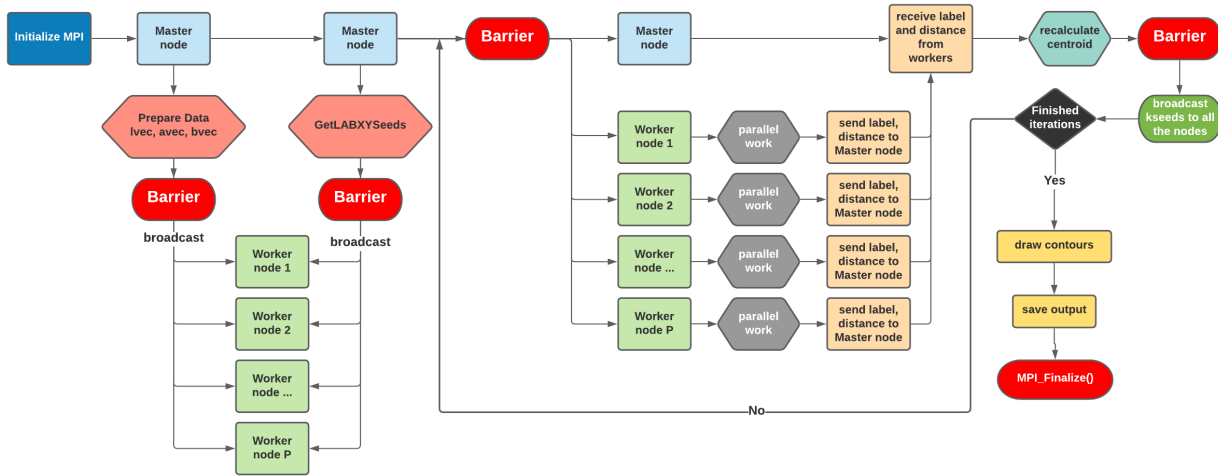 Initialize MPI
Master
node
Prepare Data
lvec, avec, bvec
Barrier
broadcast
Master
node
GetLABXYSeeds
Barrier
broadcast
Worker
node 1
Worker
node 2
Worker
node ...
Worker
node P
Barrier
Master
node
Worker
node 1
parallel
work
send label,
distance to
Master node
Worker
node 2
parallel
work
send label,
distance to
Master node
Worker
node ...
parallel
work
send label,
distance to
Master node
Worker
node P
parallel
work
send label,
distance to
Master node
receive label
and distance
from
workers
recalculate
centroid
Barrier
broadcast
kseeds to all
the nodes
Finished
iterations
No
Yes
draw contours
save output
MPI_Finalize()